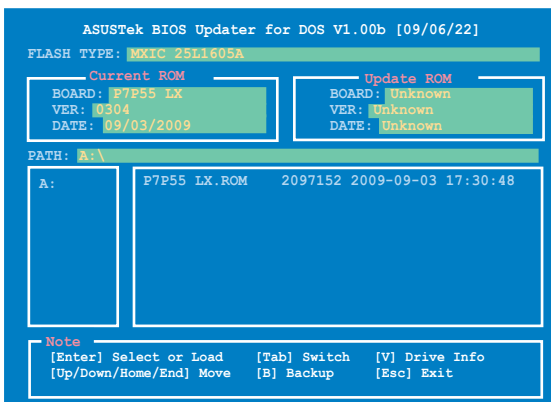 ASUSTek BIOS Updater for DOS V1.00b [09/06/22]
FLASH TYPE: MXIC 25L1605A
Current ROM
BOARD: P7P55 LX
VER: 0304
DATE: 09/03/2009
Update ROM
BOARD: Unknown
VER: Unknown
DATE: Unknown
PATH: A:\
A:
P7P55 LX.ROM 2097152 2009-09-03 17:30:48
Note
[Enter] Select or Load [Tab] Switch [V] Drive Info
[Up/Down/Home/End] Move [B] Backup [Esc] Exit